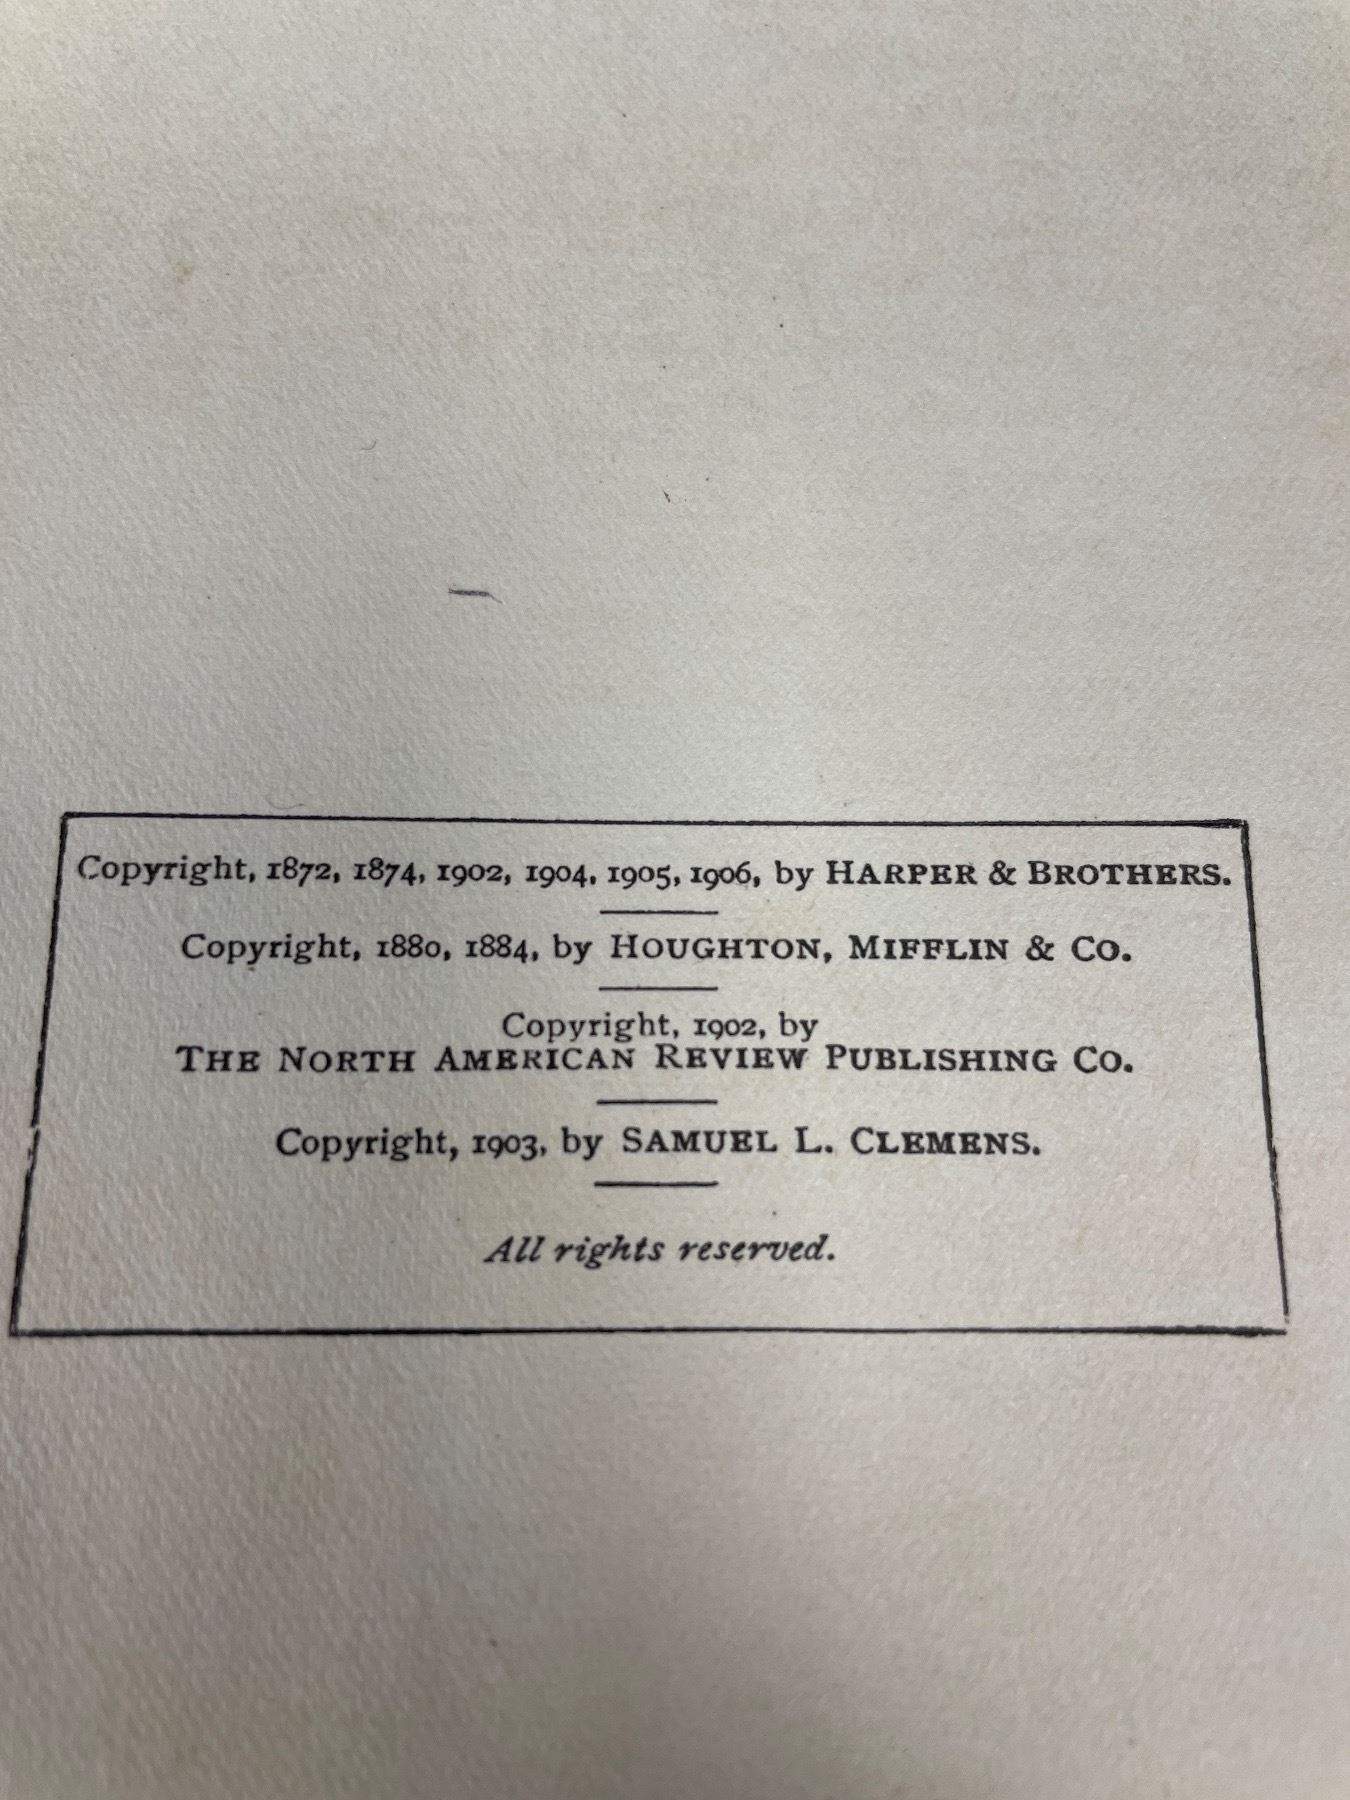 Copyright, 1872, 1874, 1902, 1904, 1905, 1906, by HARPER & BROTHERS.
Copyright, 1880, 1884, by HOUGHTON, MIFFLIN & CO.
Copyright, 1902, by
THE NORTH AMERICAN REVIEW PUBLISHING CO.
Copyright, 1903, by SAMUEL L. CLEMENS.
All rights reserved.